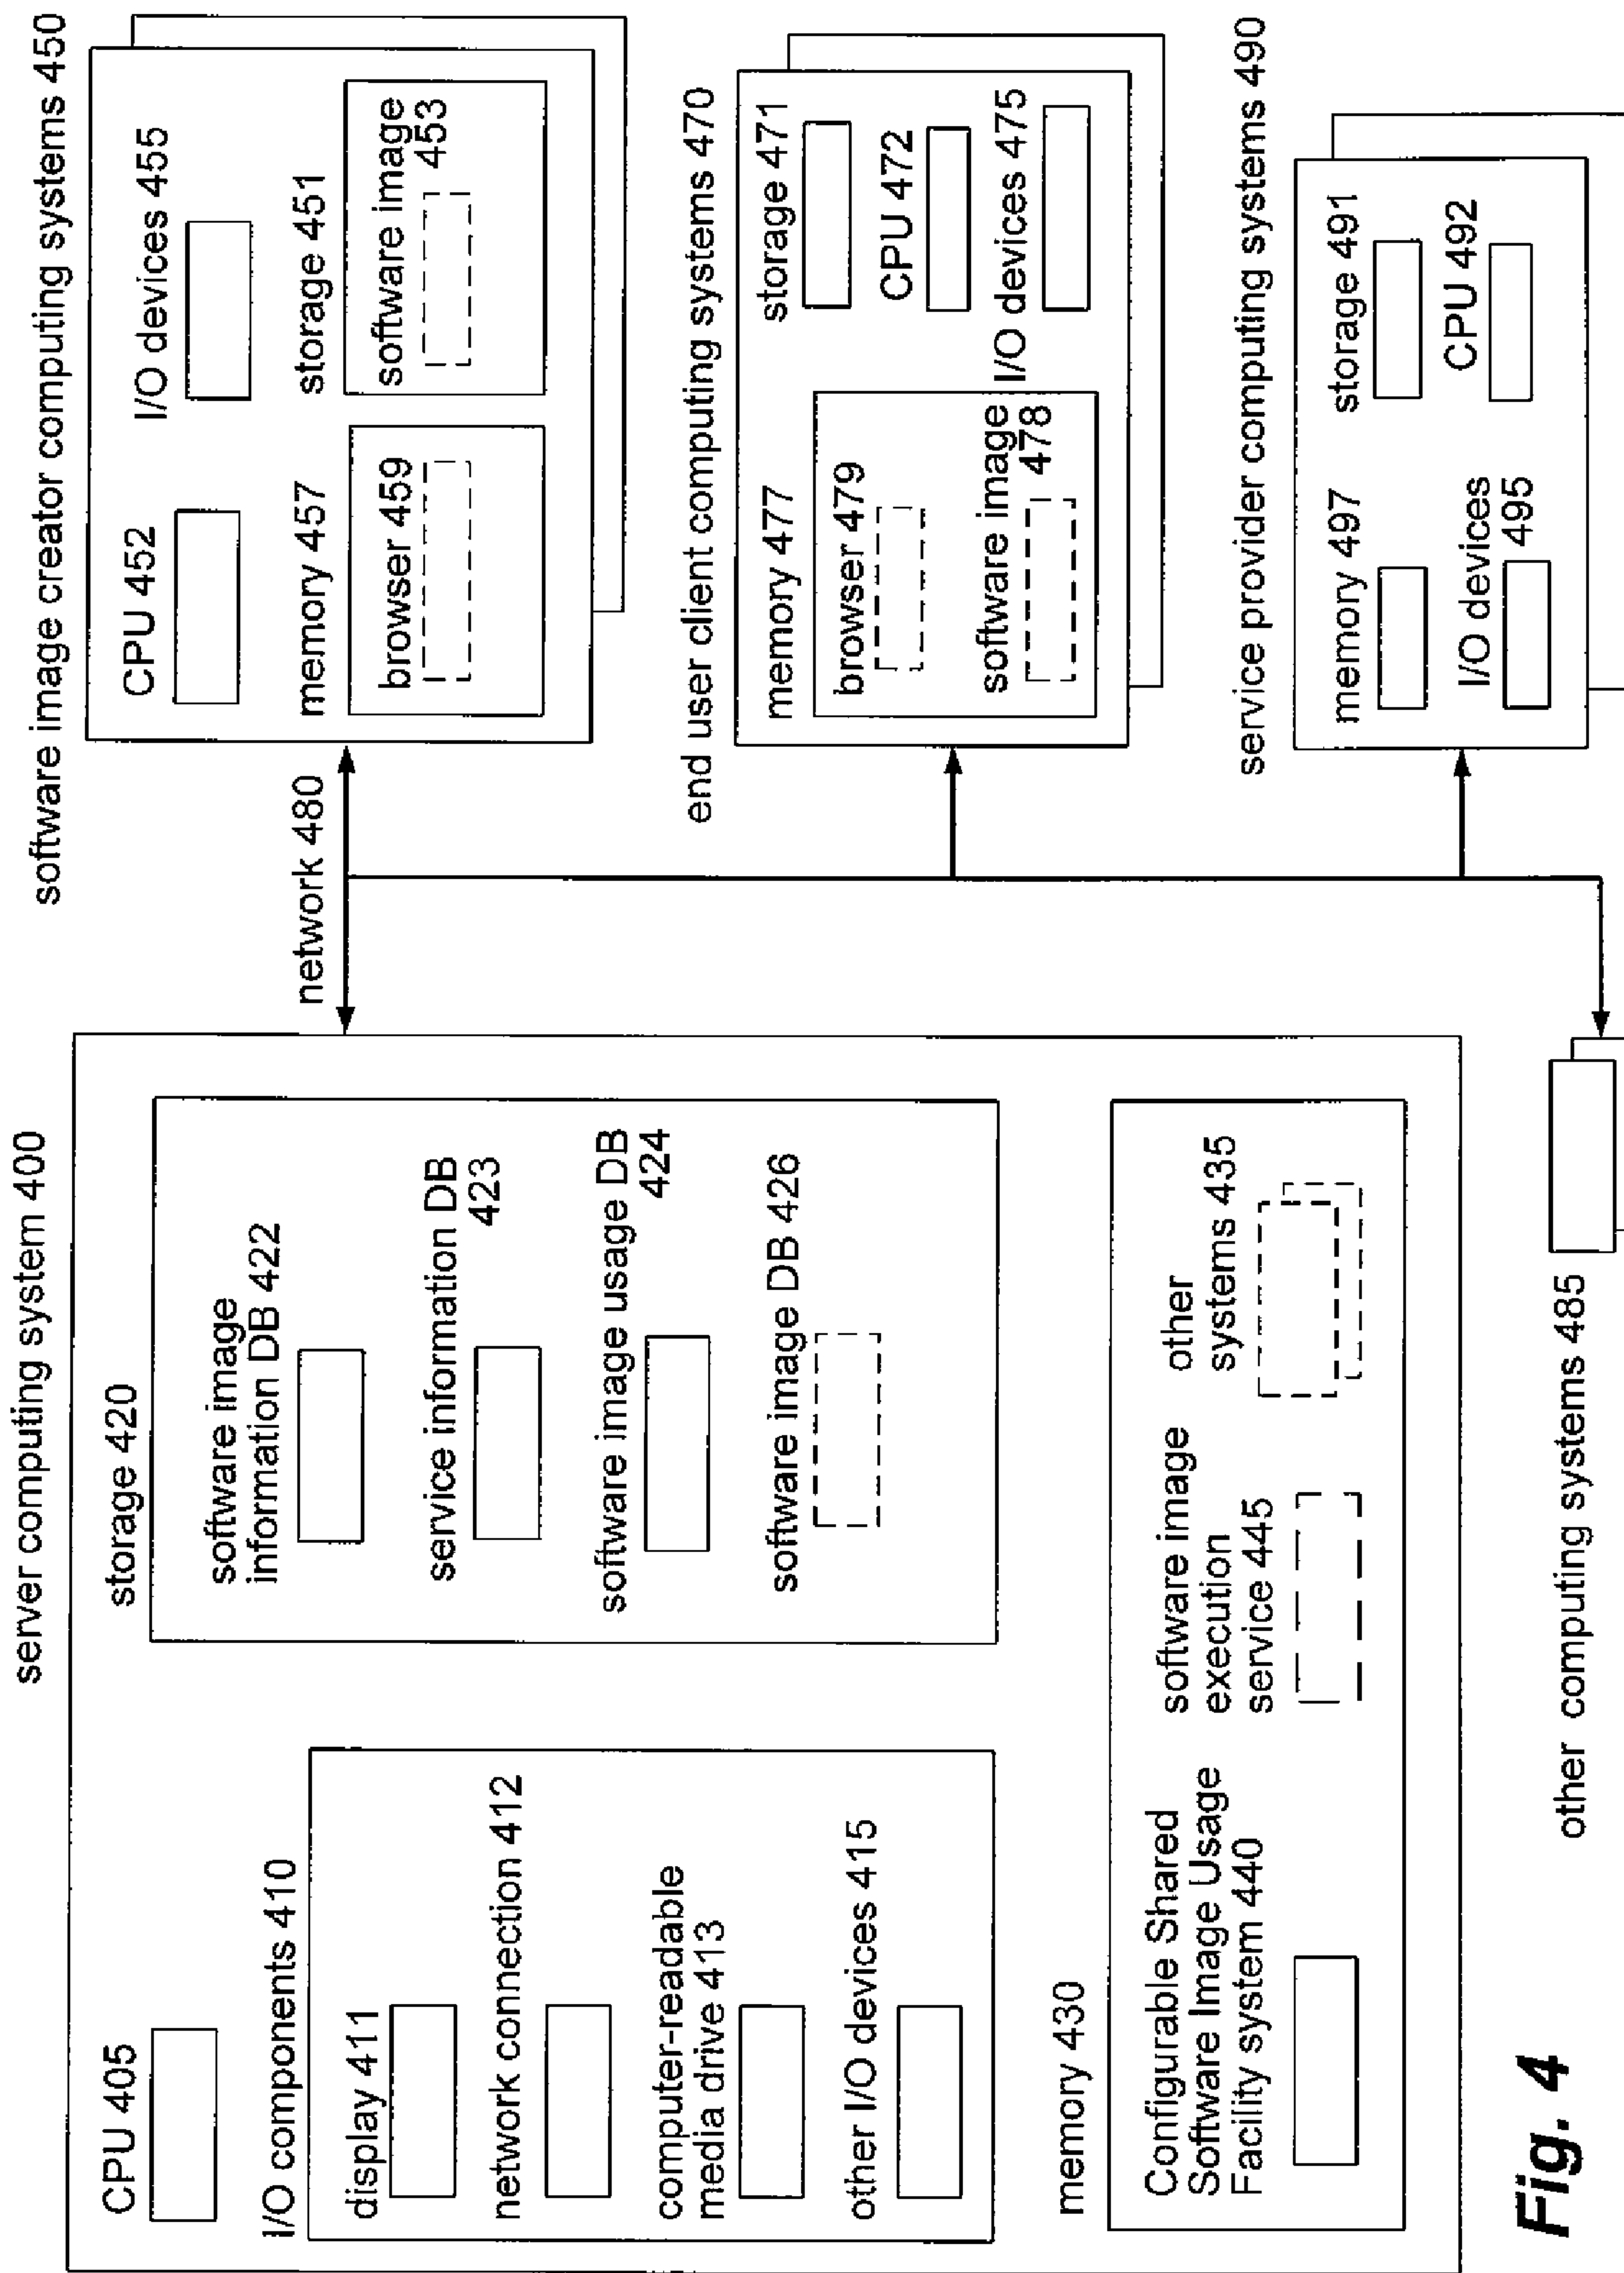 server computing system 400
CPU 405
I/O components 410
display 411
network connection 412
computer-readable
media drive 413
other I/O devices 415
storage 420
software image
information DB 422
service information DB
423
software image usage DB
424
software image DB 426
memory 430
Configurable Shared
Software Image Usage
Facility system 440
software image
execution
service 445
other
systems 435
network 480
software image creator computing systems 450
CPU 452
I/O devices 455
memory 457
browser 459
storage 451
software image
453
end user client computing systems 470
memory 477
browser 479
software image
478
storage 471
CPU 472
I/O devices 475
service provider computing systems 490
memory 497
storage 491
I/O devices
495
CPU 492
other computing systems 485
Fig. 4